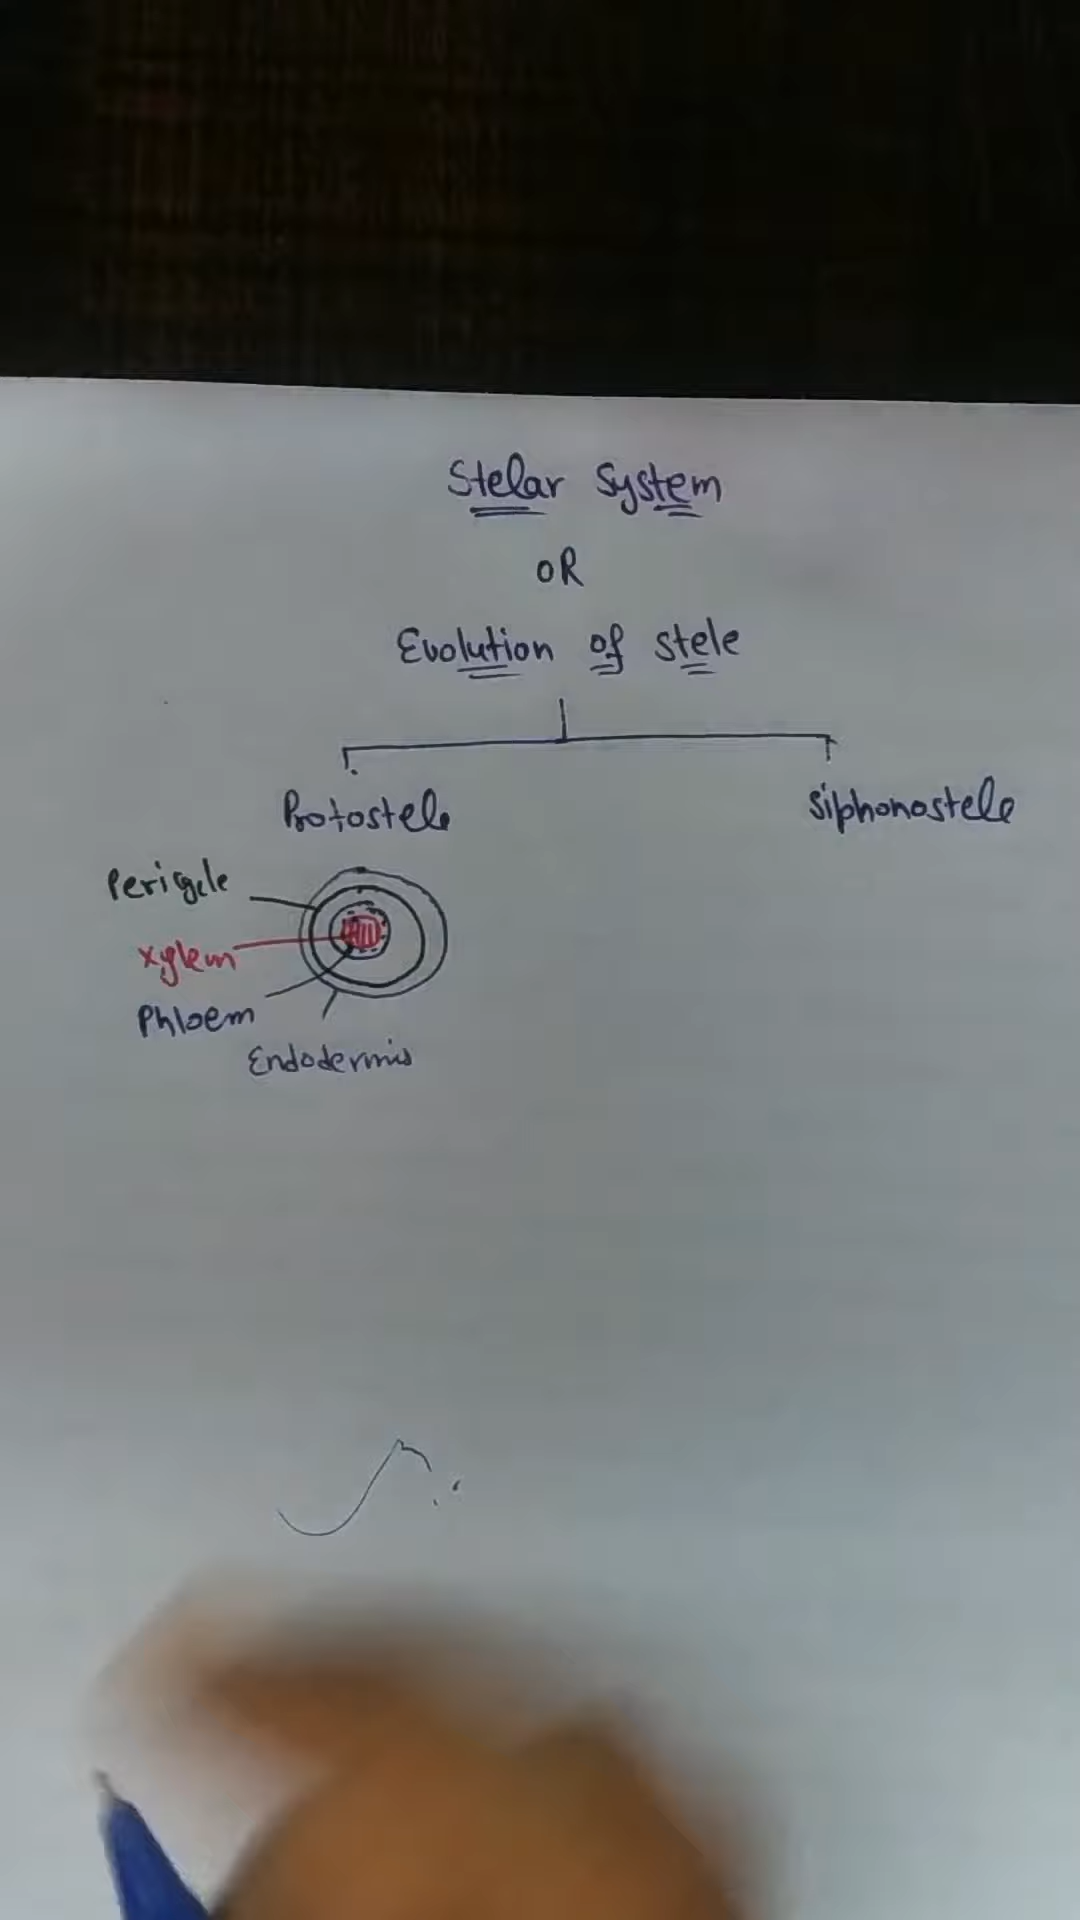 Stelar System
OR
Evolution of stele
Protostele
Siphonostele
Pericycle
Xylem
Phloem
Endodermis